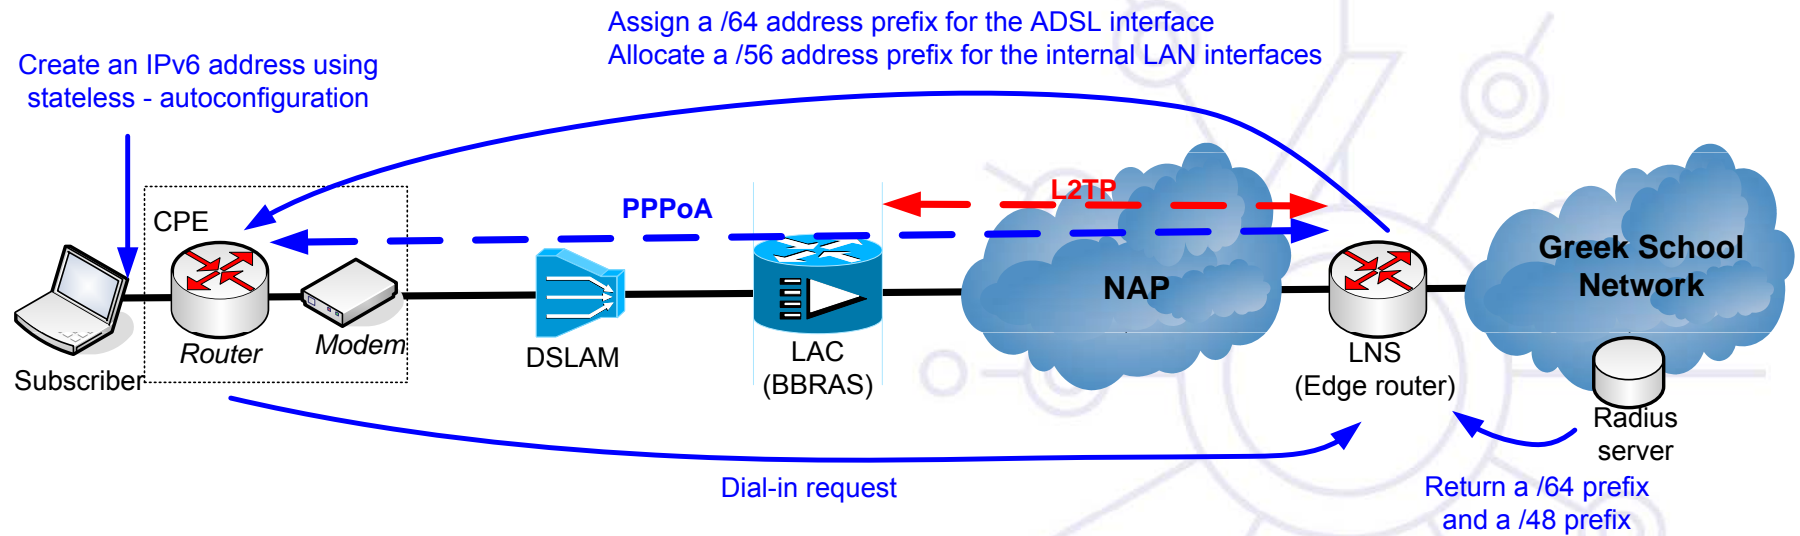 Assign a /64 address prefix for the ADSL interface
Allocate a /56 address prefix for the internal LAN interfaces
Create an IPv6 address using
stateless - autoconfiguration
CPE
PPPoA
L2TP
Greek School
Network
NAP
Router
Modem
Subscriber
DSLAM
LAC
(BBRAS)
LNS
(Edge router)
Radius
server
Dial-in request
Return a /64 prefix
and a /48 prefix